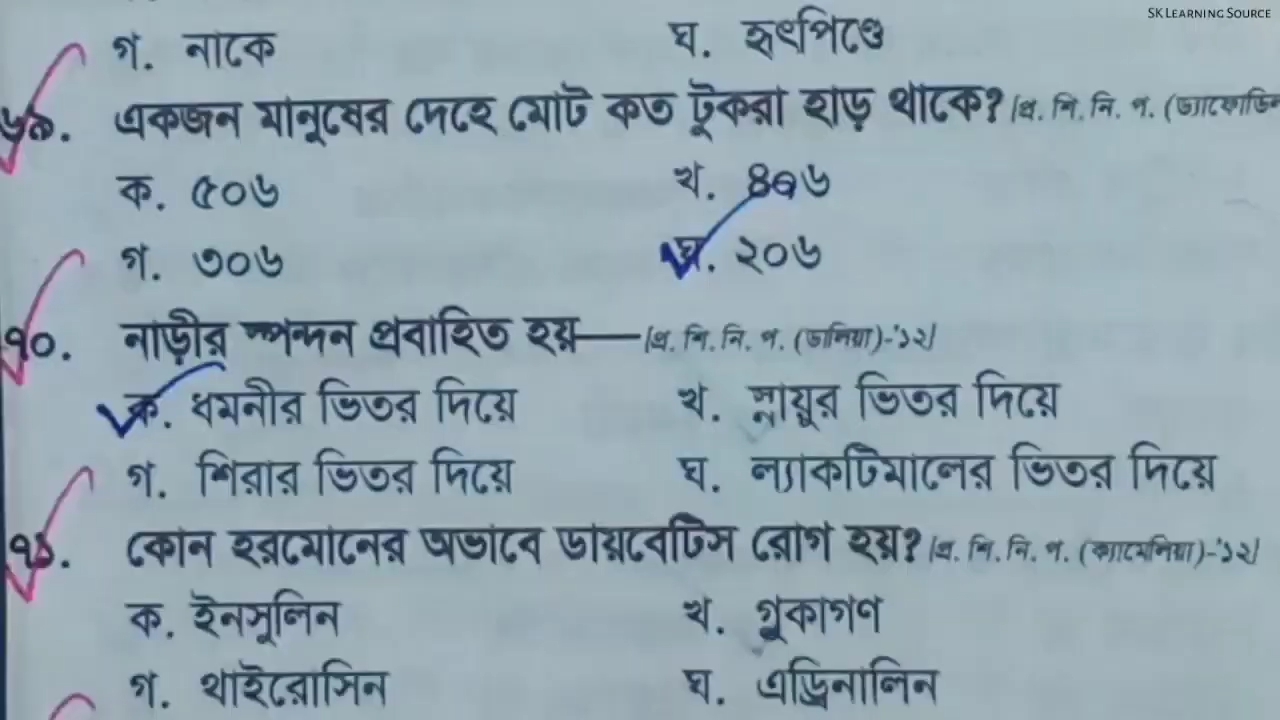 SK LEARNING SOURCE
গ. নাকে ঘ. হৃৎপিণ্ডে
৬৯. একজন মানুষের দেহে মোট কত টুকরা হাড় থাকে? [প্র. শি. নি. প. (ড্যাফোডিল
ক. ৫০৬ খ. ৪০৬
গ. ৩০৬ ঘ. ২০৬
৭০. নাড়ীর স্পন্দন প্রবাহিত হয়— [প্র. শি. নি. প. (ডালিয়া)-'১২]
ক. ধমনীর ভিতর দিয়ে খ. স্নায়ুর ভিতর দিয়ে
গ. শিরার ভিতর দিয়ে ঘ. ল্যাকটিমালের ভিতর দিয়ে
৭১. কোন হরমোনের অভাবে ডায়বেটিস রোগ হয়? [প্র. শি. নি. প. (ক্যামেলিয়া)-'১২]
ক. ইনসুলিন খ. গ্লুকাগণ
গ. থাইরোসিন ঘ. এড্রিনালিন